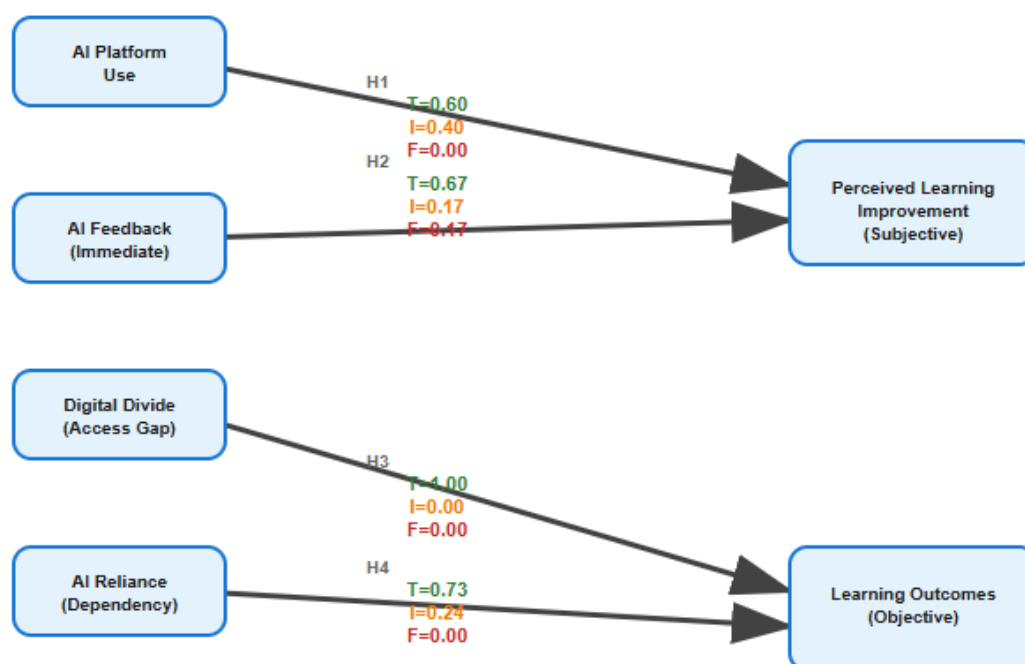 AI Platform
Use
H1
T=0.60
I=0.40
F=0.00
H2
T=0.67
I=0.17
F=0.17
AI Feedback
(Immediate)
Perceived Learning
Improvement
(Subjective)
Digital Divide
(Access Gap)
H3
T=1.00
I=0.00
F=0.00
AI Reliance
(Dependency)
H4
T=0.73
I=0.24
F=0.00
Learning Outcomes
(Objective)